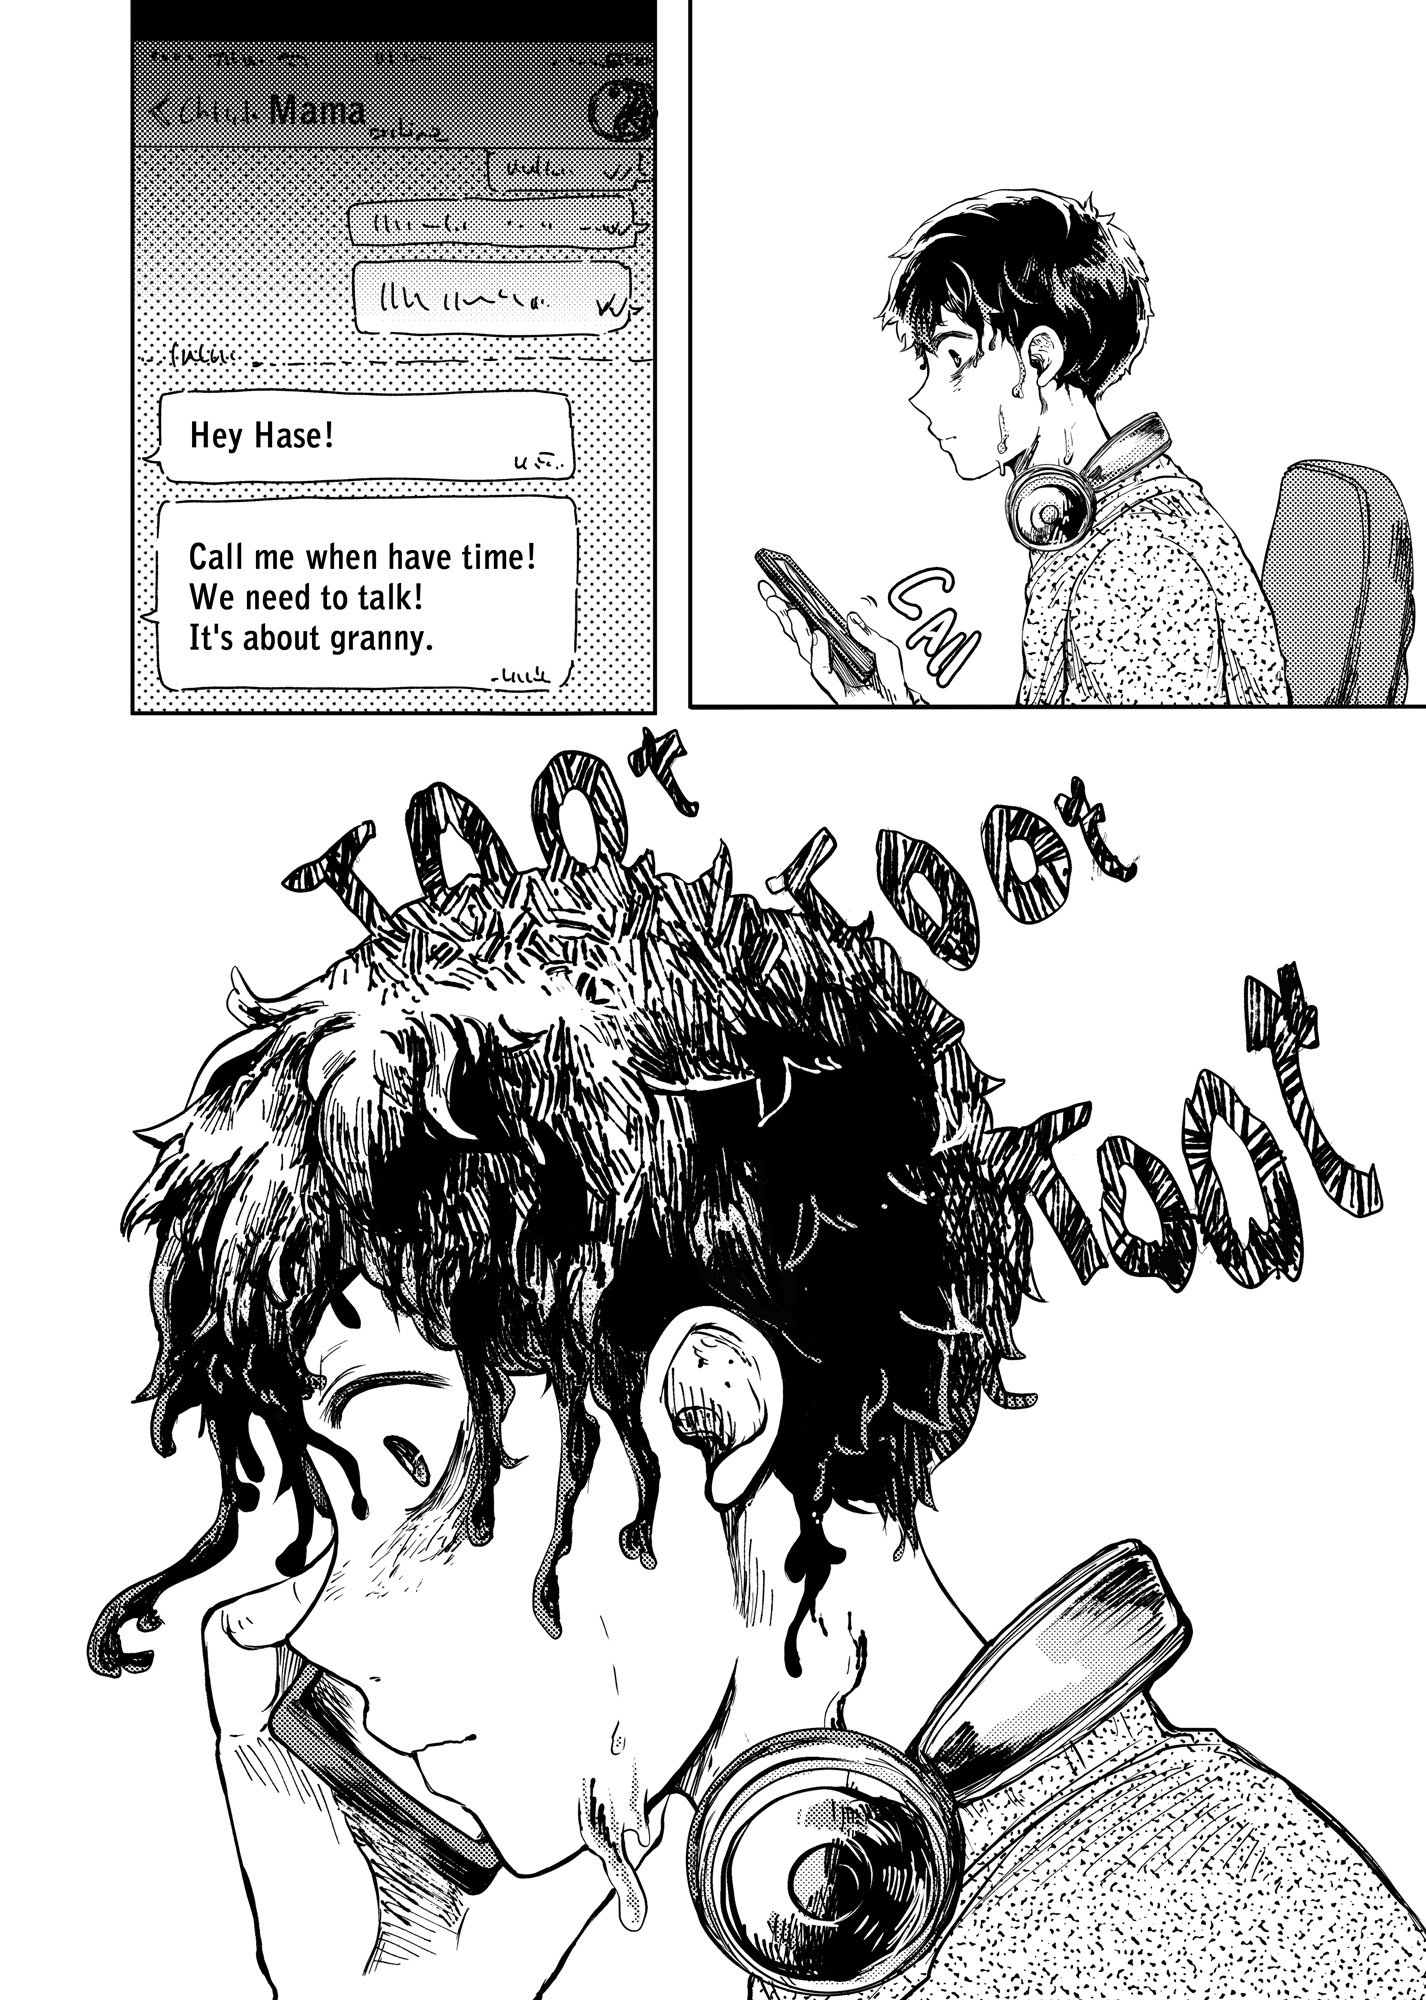 Mama
online
Hey Hase!
Call me when have time!
We need to talk!
It's about granny.
CALL
TOOT
TOOT
TOOT